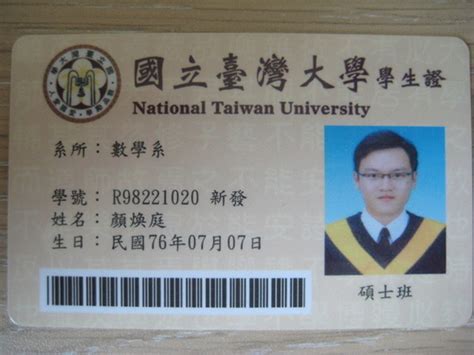 國立臺灣大學 學生證
National Taiwan University
系所：數學系
學號：R98221020 新發
姓名：顏煥庭
生日：民國76年07月07日
碩士班